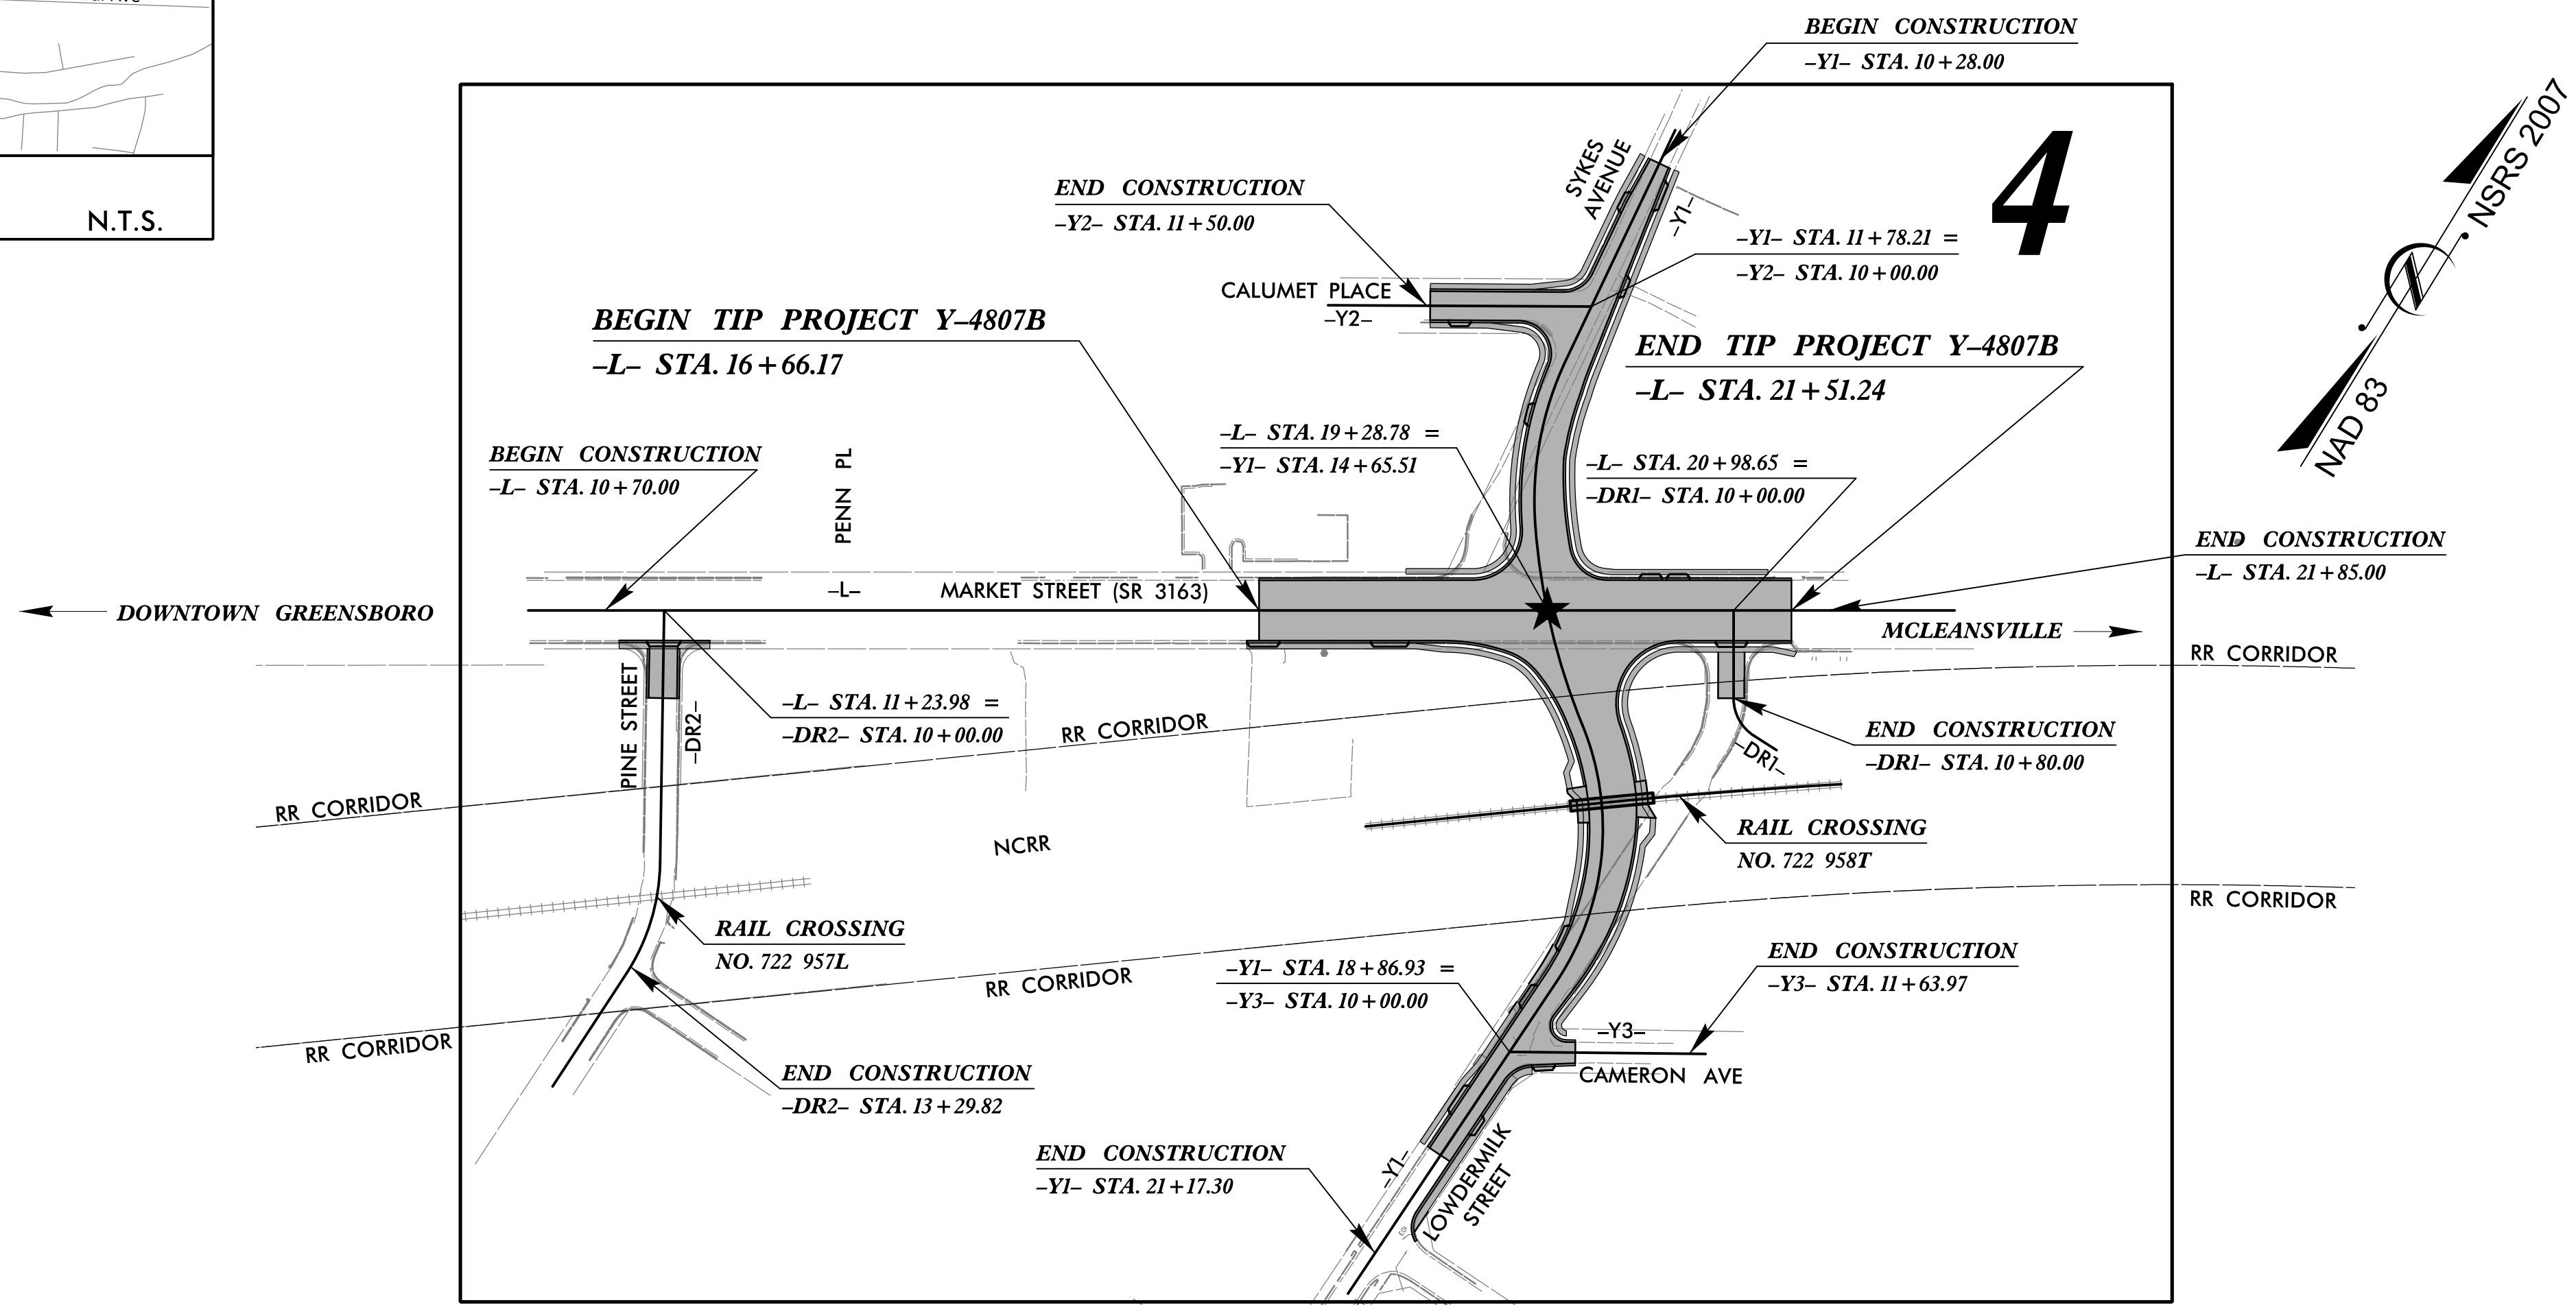 N.T.S.
BEGIN CONSTRUCTION
–Y1– STA. 10+28.00
4
NSRS 2007
NAD 83
SYKES
AVENUE
–Y1–
END CONSTRUCTION
–Y2– STA. 11+50.00
–Y1– STA. 11+78.21 =
–Y2– STA. 10+00.00
CALUMET PLACE
–Y2–
BEGIN TIP PROJECT Y–4807B
–L– STA. 16+66.17
END TIP PROJECT Y–4807B
–L– STA. 21+51.24
BEGIN CONSTRUCTION
–L– STA. 10+70.00
PENN PL
–L– STA. 19+28.78 =
–Y1– STA. 14+65.51
–L– STA. 20+98.65 =
–DR1– STA. 10+00.00
END CONSTRUCTION
–L– STA. 21+85.00
–L–
MARKET STREET (SR 3163)
DOWNTOWN GREENSBORO
MCLEANSVILLE
RR CORRIDOR
PINE STREET
–DR2–
–L– STA. 11+23.98 =
–DR2– STA. 10+00.00
RR CORRIDOR
END CONSTRUCTION
–DR1– STA. 10+80.00
–DR1–
RR CORRIDOR
NCRR
RAIL CROSSING
NO. 722 958T
RR CORRIDOR
RAIL CROSSING
NO. 722 957L
RR CORRIDOR
–Y1– STA. 18+86.93 =
–Y3– STA. 10+00.00
END CONSTRUCTION
–Y3– STA. 11+63.97
–Y3–
CAMERON AVE
RR CORRIDOR
END CONSTRUCTION
–DR2– STA. 13+29.82
END CONSTRUCTION
–Y1– STA. 21+17.30
–Y1–
LOWDERMILK
STREET